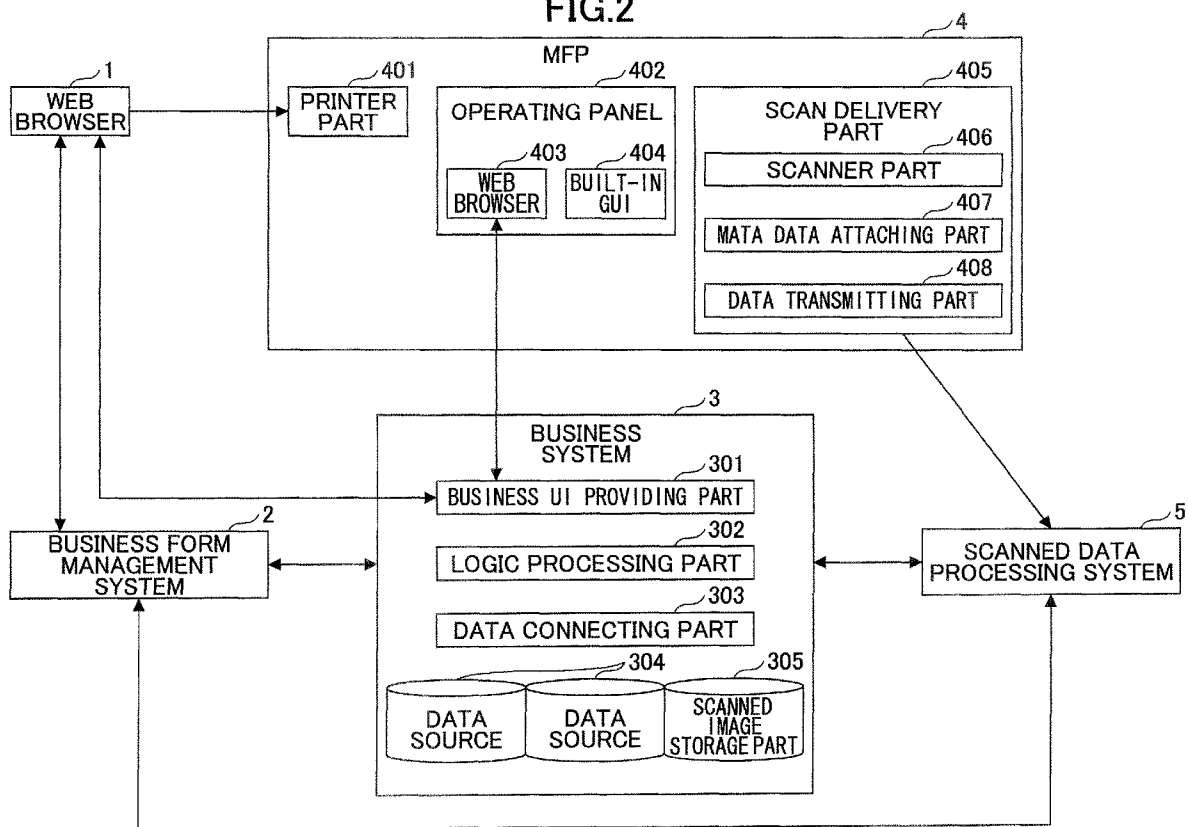 FIG.2
4
MFP
1
WEB
BROWSER
401
PRINTER
PART
402
OPERATING PANEL
403
WEB
BROWSER
404
BUILT-IN
GUI
405
SCAN DELIVERY
PART
406
SCANNER PART
407
MATA DATA ATTACHING PART
408
DATA TRANSMITTING PART
3
BUSINESS
SYSTEM
301
BUSINESS UI PROVIDING PART
302
LOGIC PROCESSING PART
303
DATA CONNECTING PART
304
DATA
SOURCE
DATA
SOURCE
305
SCANNED
IMAGE
STORAGE PART
2
BUSINESS FORM
MANAGEMENT
SYSTEM
5
SCANNED DATA
PROCESSING SYSTEM